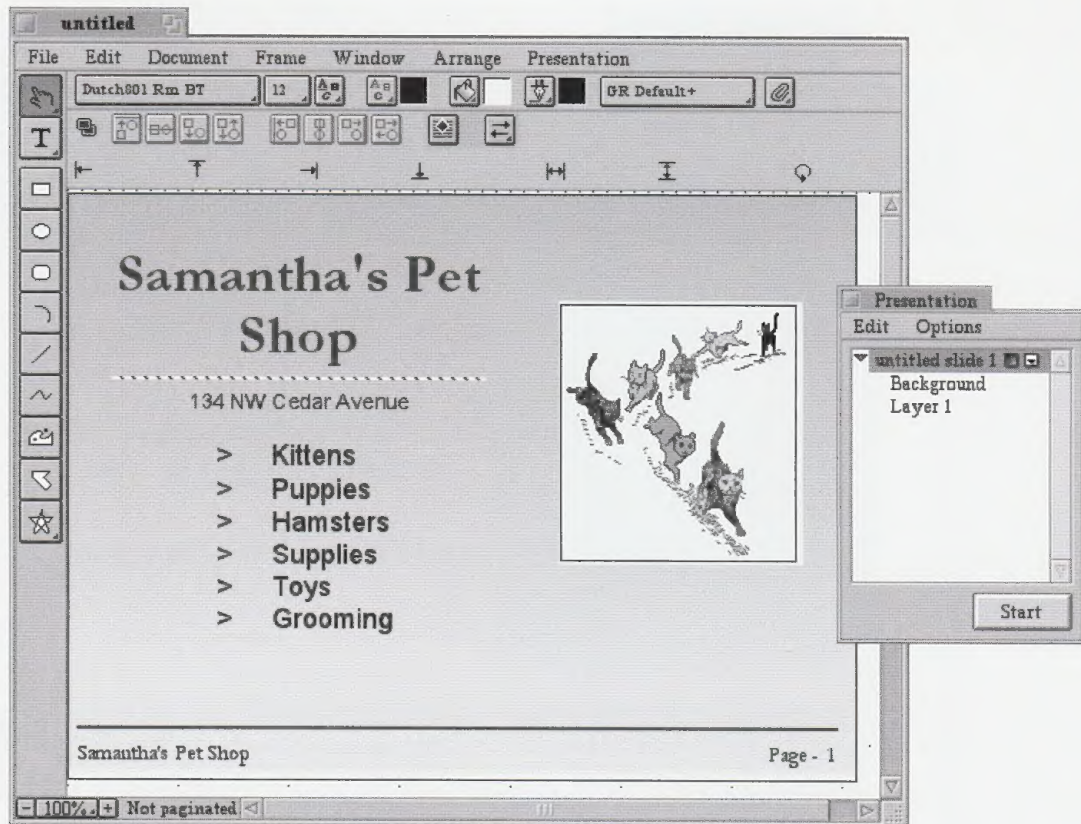 untitled
File Edit Document Frame Window Arrange Presentation
Dutch801 Rm BT 12 GR Default+
T
Samantha's Pet
Shop
134 NW Cedar Avenue
> Kittens
> Puppies
> Hamsters
> Supplies
> Toys
> Grooming
Samantha's Pet Shop Page - 1
- 100% + Not paginated
Presentation
Edit Options
untitled slide 1
Background
Layer 1
Start